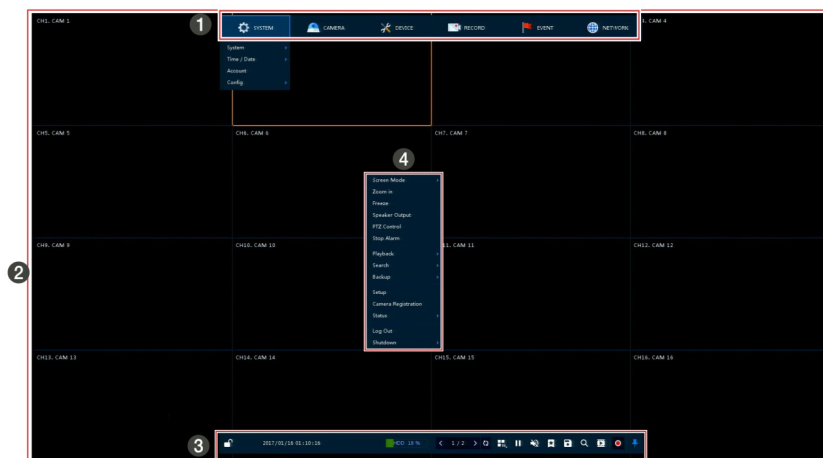 1
SYSTEM CAMERA DEVICE RECORD EVENT NETWORK
CH1. CAM 1
4. CAM 4
System
Time / Date
Account
Config
CH5. CAM 5 CH6. CAM 6 CH7. CAM 7 CH8. CAM 8
4
Screen Mode
Zoom in
Freeze
Speaker Output
PTZ Control
Stop Alarm
Playback
Search
Backup
Setup
Camera Registration
Status
Log Out
Shutdown
CH9. CAM 9 CH10. CAM 10 11. CAM 11 CH12. CAM 12
2
CH13. CAM 13 CH14. CAM 14 CH15. CAM 15 CH16. CAM 16
3
2017/01/16 01:10:16 HDD 16 % < 1 / 2 >